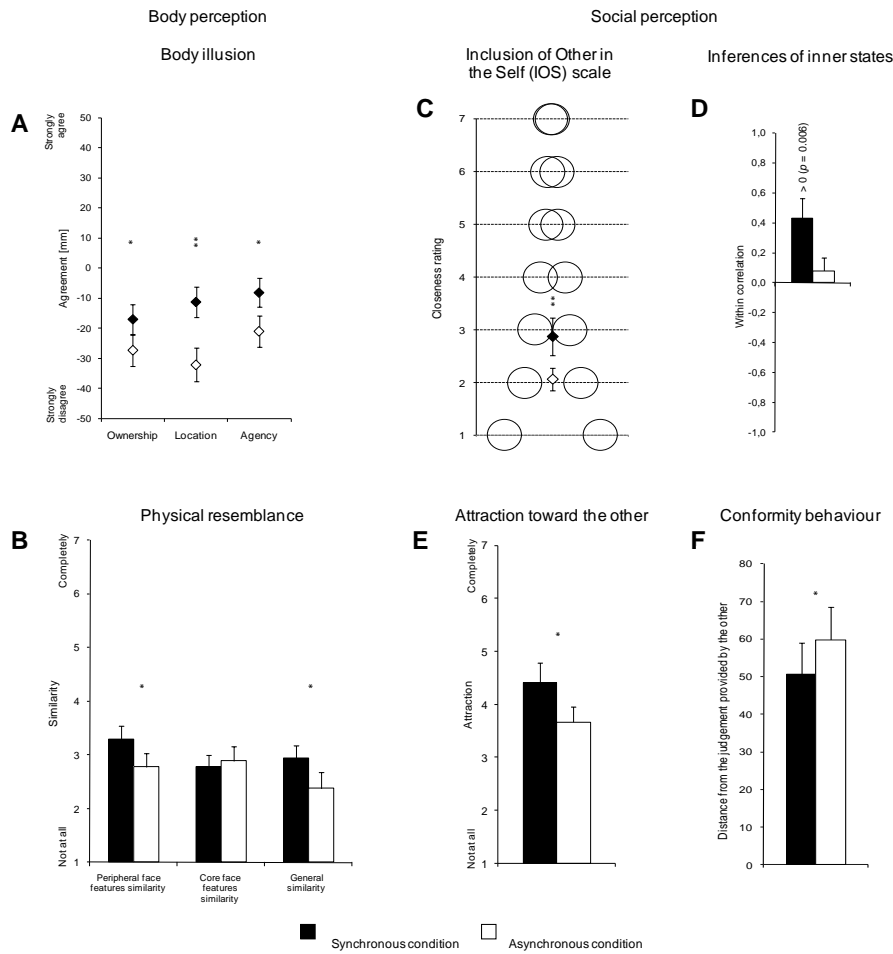 Body perception
Social perception
Body illusion
Inclusion of Other in
the Self (IOS) scale
Inferences of inner states
A
Strongly
agree
Agreement [mm]
Strongly
disagree
50
40
30
20
10
0
-10
-20
-30
-40
-50
*
**
*
Ownership
Location
Agency
C
Closeness rating
7
6
5
4
3
2
1
**
D
Within correlation
1,0
0,8
0,6
0,4
0,2
0,0
-0,2
-0,4
-0,6
-0,8
-1,0
> 0 (p = 0.006)
Physical resemblance
Attraction toward the other
Conformity behaviour
B
Completely
Similarity
Not at all
7
6
5
4
3
2
1
*
*
Peripheral face
features similarity
Core face
features
similarity
General
similarity
E
Completely
Attraction
Not at all
7
6
5
4
3
2
1
*
F
Distance from the judgement provided by the other
80
70
60
50
40
30
20
10
0
*
Synchronous condition
Asynchronous condition